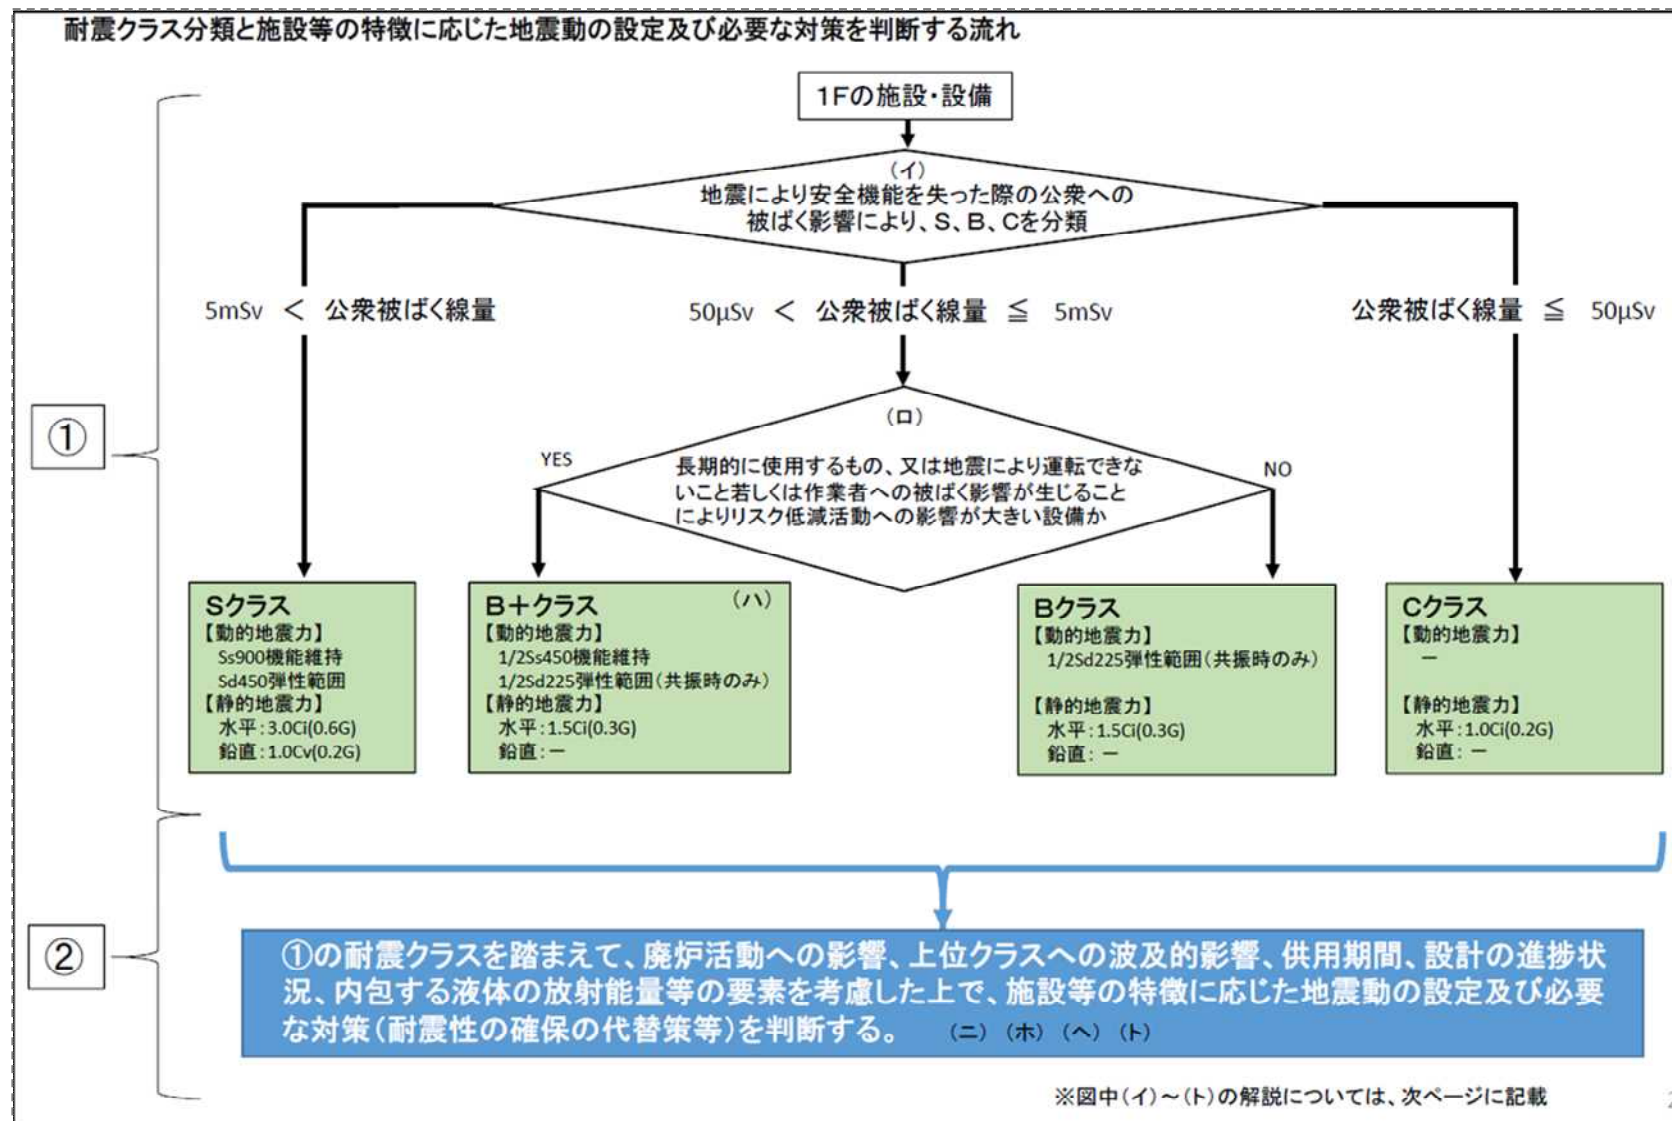 耐震クラス分類と施設等の特徴に応じた地震動の設定及び必要な対策を判断する流れ
1Fの施設・設備
(イ)
地震により安全機能を失った際の公衆への
被ばく影響により、S、B、Cを分類
5mSv < 公衆被ばく線量
50μSv < 公衆被ばく線量 ≦ 5mSv
公衆被ばく線量 ≦ 50μSv
①
(ロ)
YES
NO
長期的に使用するもの、又は地震により運転できな
いこと若しくは作業者への被ばく影響が生じること
によりリスク低減活動への影響が大きい設備か
Sクラス
【動的地震力】
Ss900機能維持
Sd450弾性範囲
【静的地震力】
水平:3.0Ci(0.6G)
鉛直:1.0Cv(0.2G)
B+クラス (ハ)
【動的地震力】
1/2Ss450機能維持
1/2Sd225弾性範囲(共振時のみ)
【静的地震力】
水平:1.5Ci(0.3G)
鉛直:-
Bクラス
【動的地震力】
1/2Sd225弾性範囲(共振時のみ)
【静的地震力】
水平:1.5Ci(0.3G)
鉛直:-
Cクラス
【動的地震力】
-
【静的地震力】
水平:1.0Ci(0.2G)
鉛直:-
②
①の耐震クラスを踏まえて、廃炉活動への影響、上位クラスへの波及的影響、供用期間、設計の進捗状
況、内包する液体の放射能量等の要素を考慮した上で、施設等の特徴に応じた地震動の設定及び必要
な対策(耐震性の確保の代替策等)を判断する。 (ニ) (ホ) (ヘ) (ト)
※図中(イ)~(ト)の解説については、次ページに記載